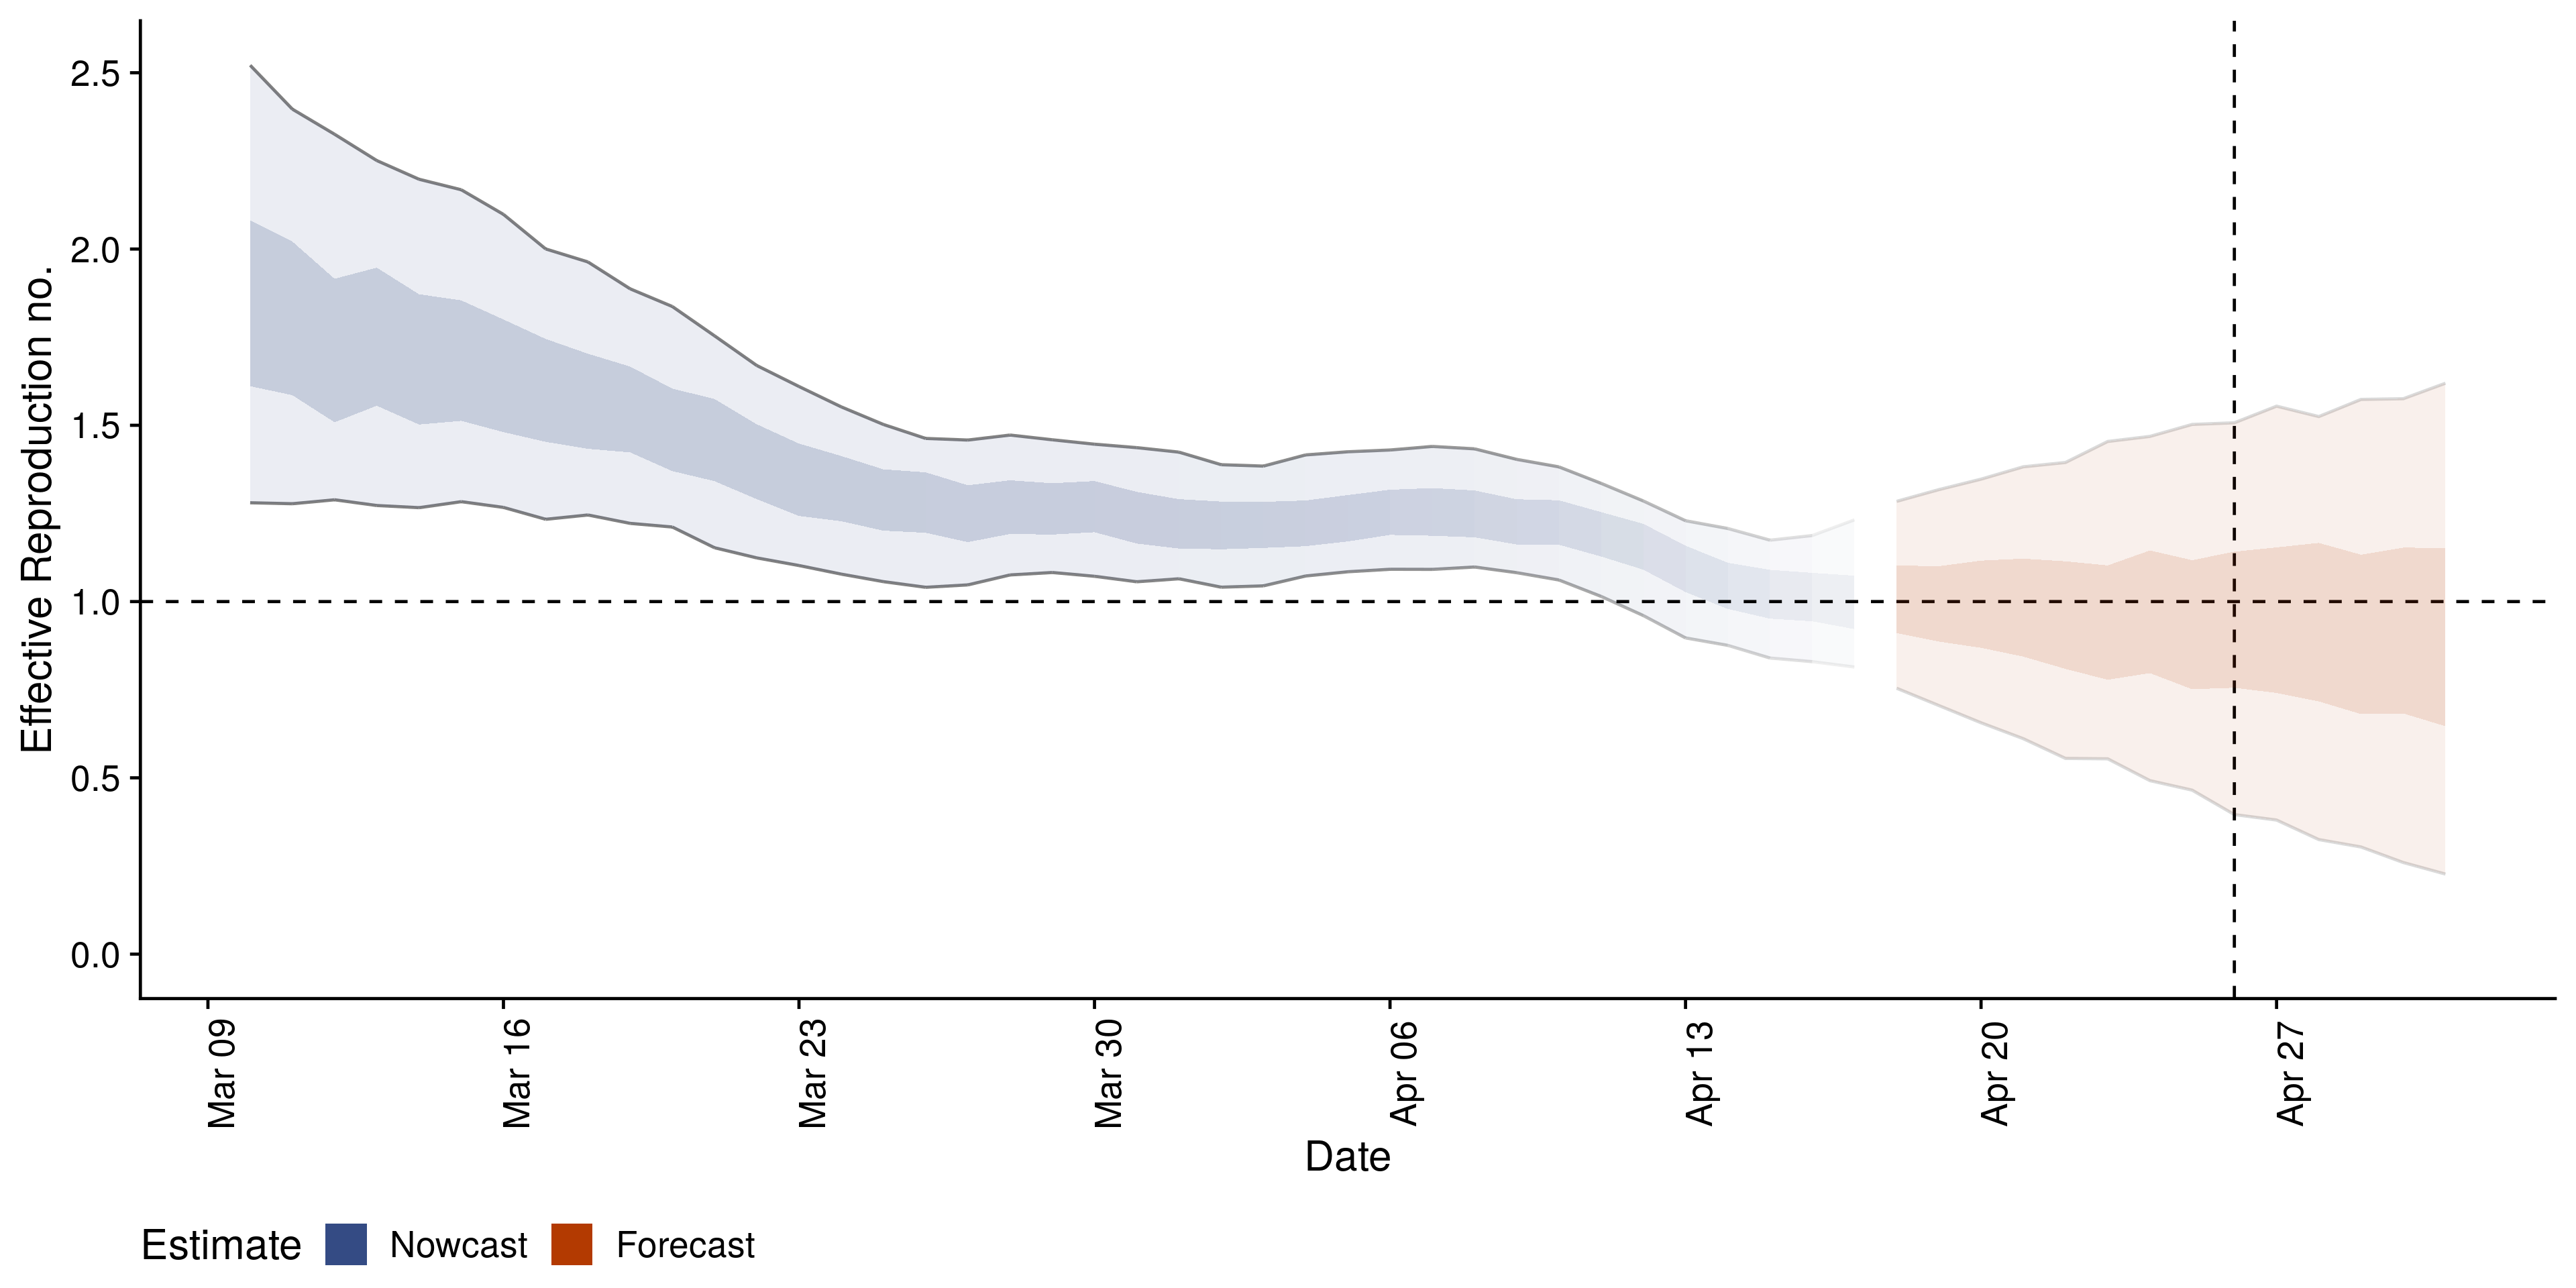 Effective Reproduction no.
2.5
2.0
1.5
1.0
0.5
0.0
Mar 09
Mar 16
Mar 23
Mar 30
Apr 06
Apr 13
Apr 20
Apr 27
Date
Estimate Nowcast Forecast